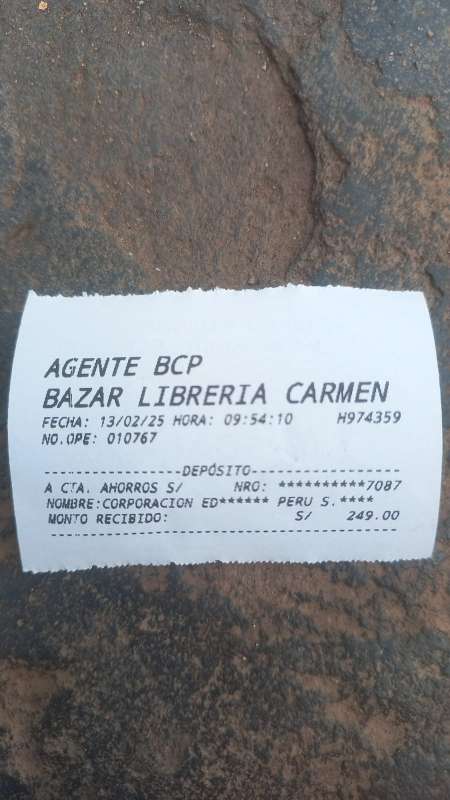 AGENTE BCP
BAZAR LIBRERIA CARMEN
FECHA: 13/02/25 HORA: 09:54:10 H974359
NO.OPE: 010767
--------------------DEPÓSITO--------------------
A CTA. AHORROS S/ NRO: **********7087
NOMBRE:CORPORACION ED****** PERU S.****
MONTO RECIBIDO: S/ 249.00